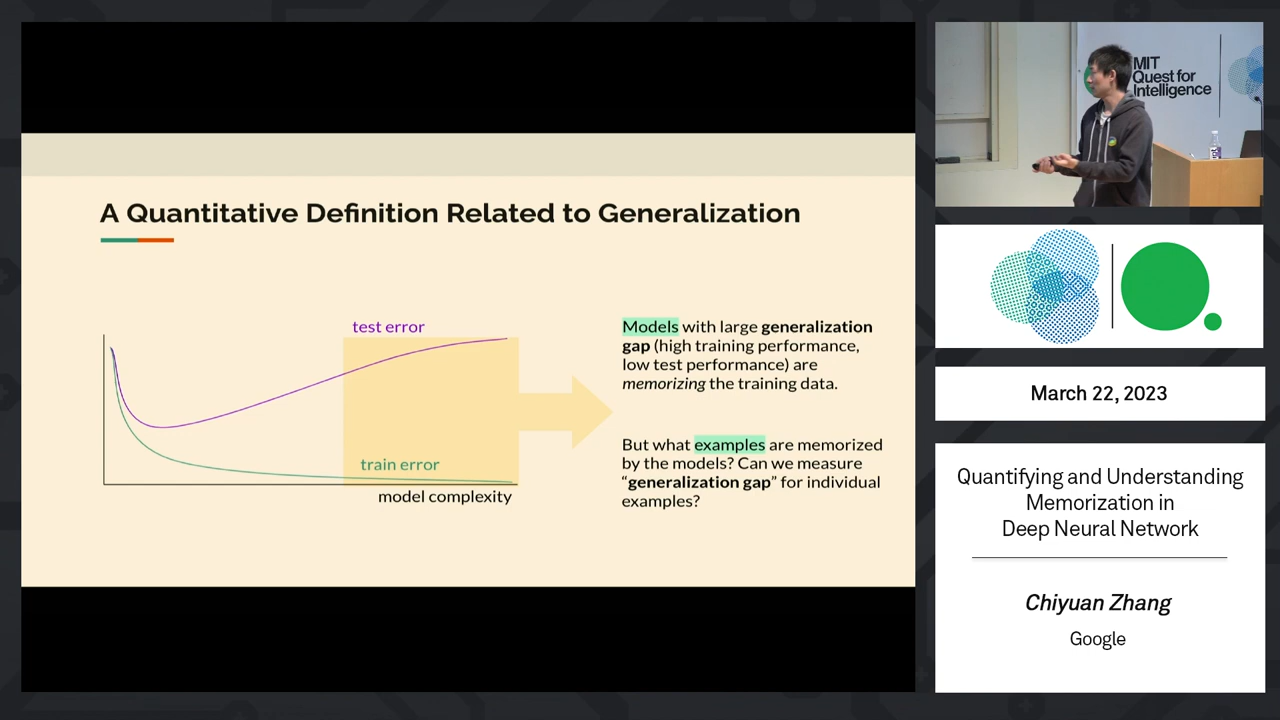 A Quantitative Definition Related to Generalization
test error
train error
model complexity
Models with large generalization
gap (high training performance,
low test performance) are
memorizing the training data.
But what examples are memorized
by the models? Can we measure
“generalization gap” for individual
examples?
MIT
Quest for
Intelligence
March 22, 2023
Quantifying and Understanding
Memorization in
Deep Neural Network
Chiyuan Zhang
Google